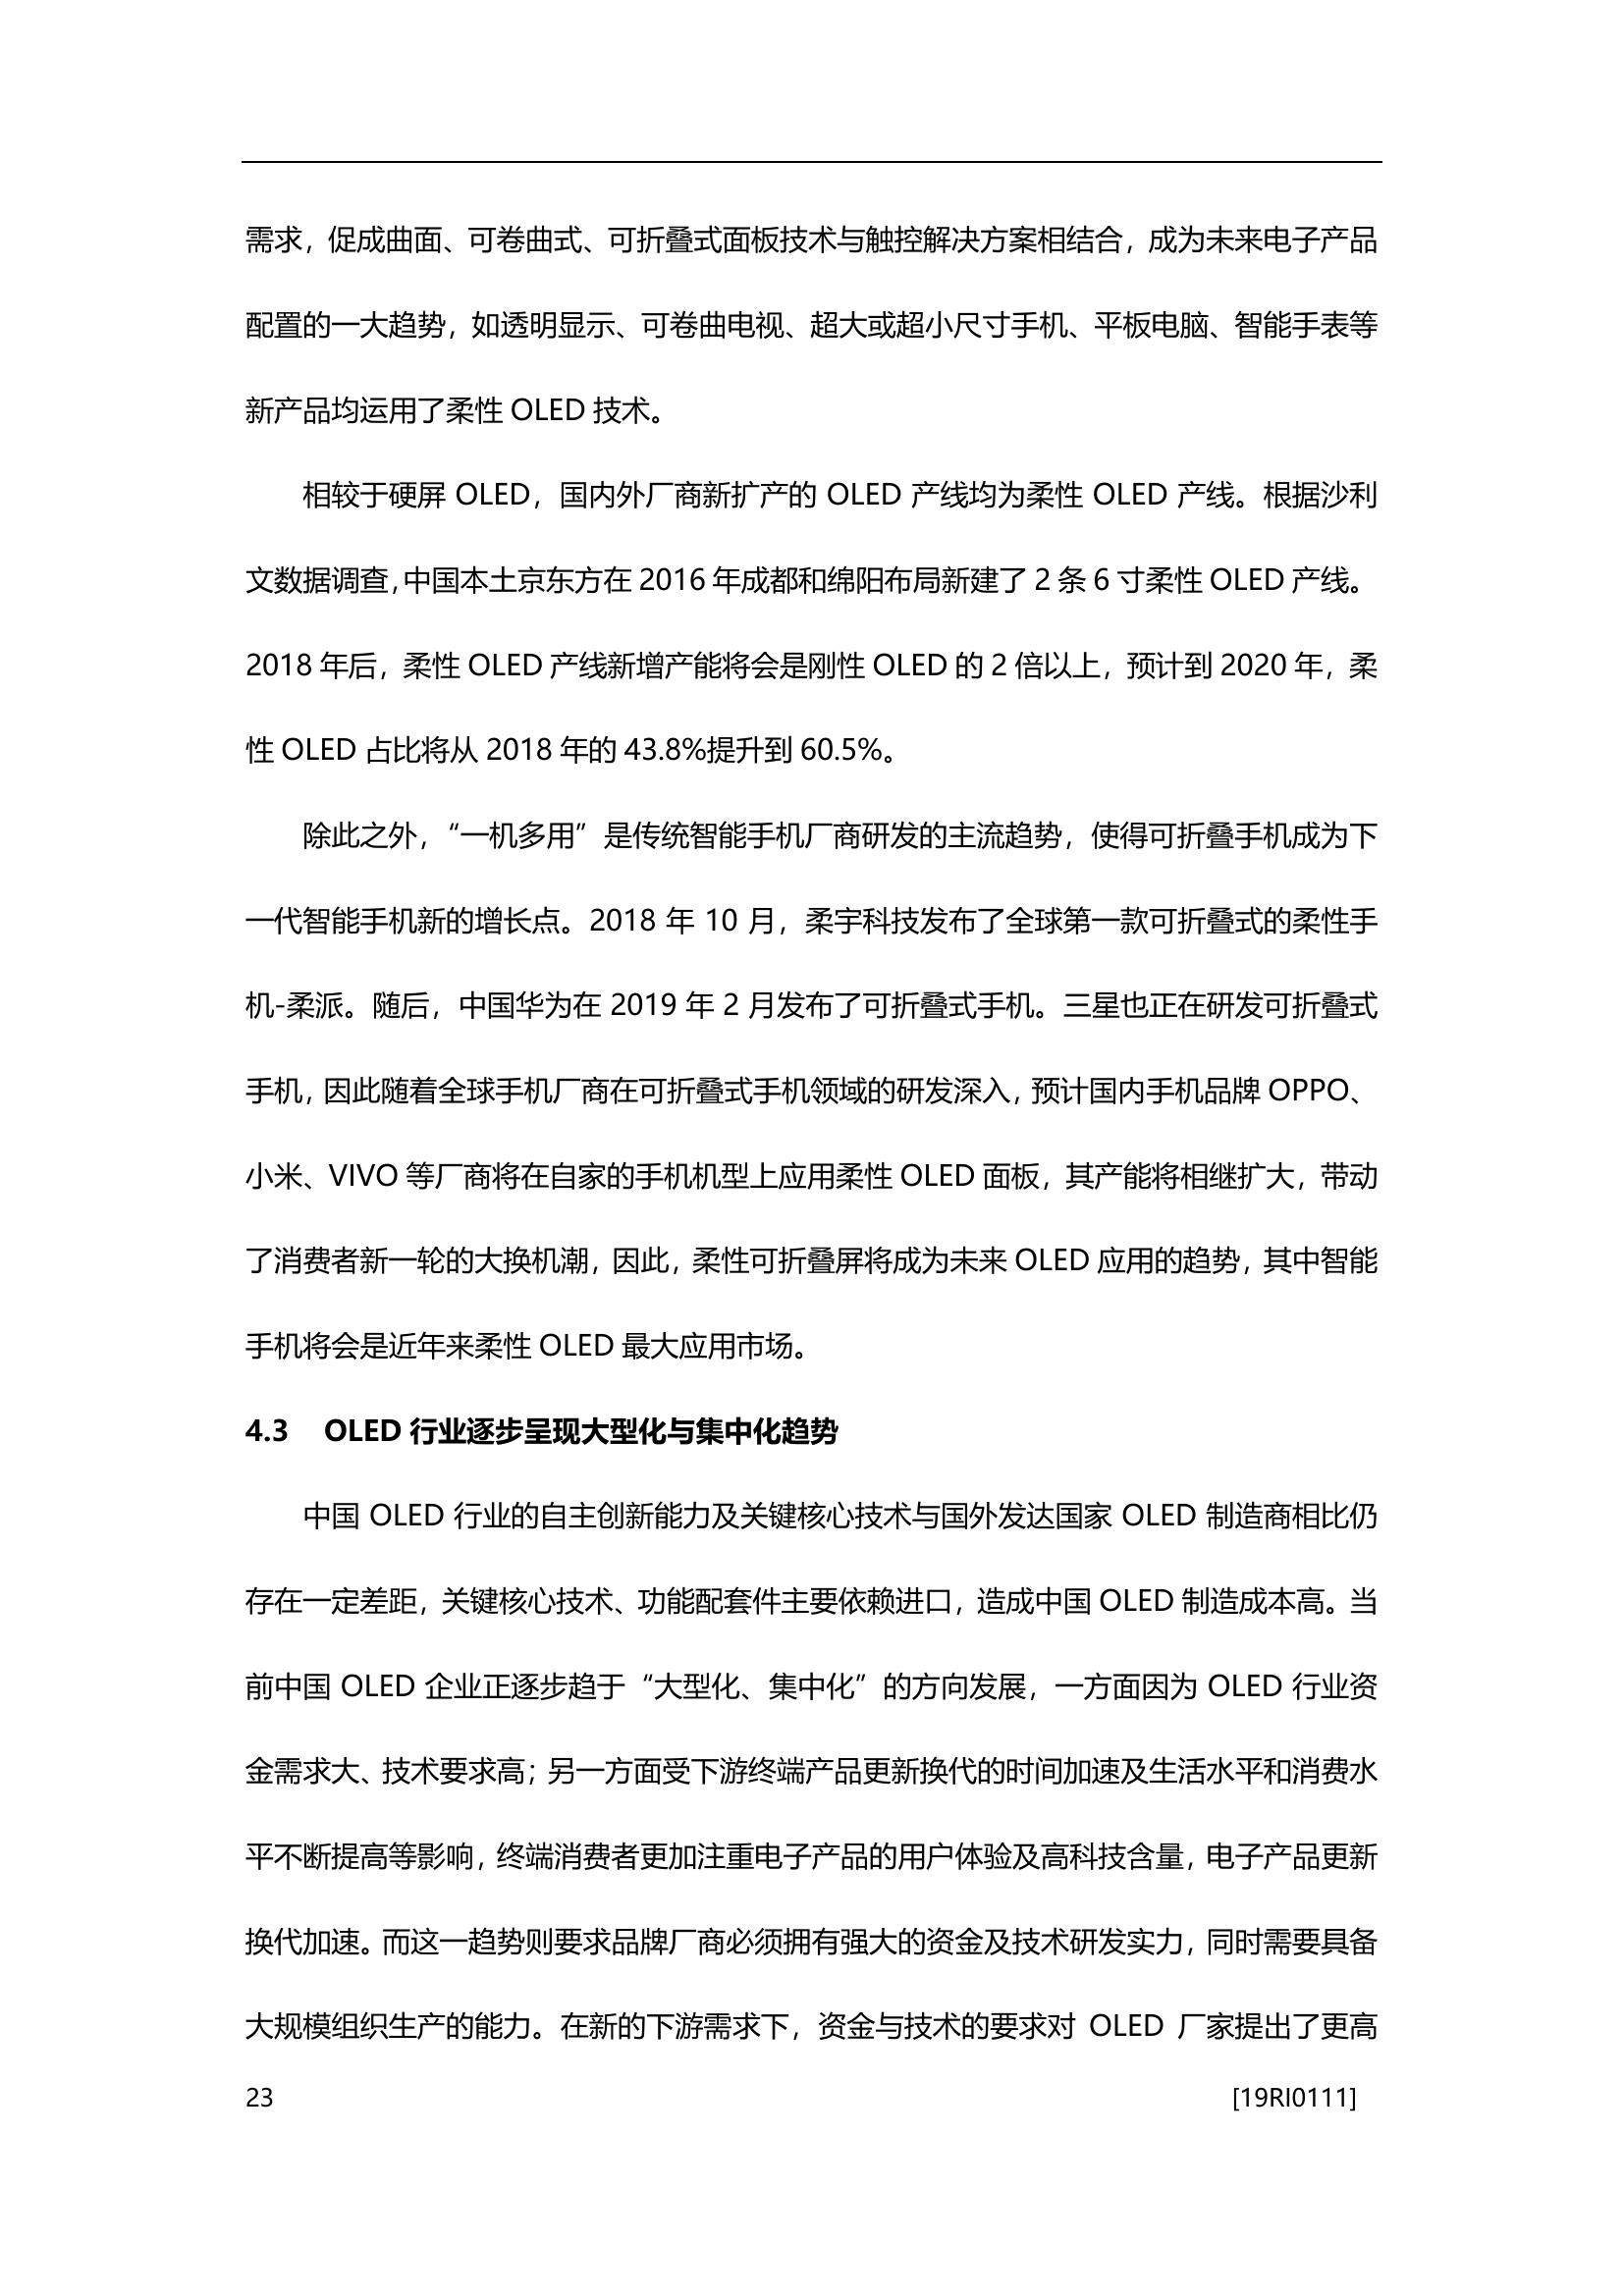 需求，促成曲面、可卷曲式、可折叠式面板技术与触控解决方案相结合，成为未来电子产品
配置的一大趋势，如透明显示、可卷曲电视、超大或超小尺寸手机、平板电脑、智能手表等
新产品均运用了柔性 OLED 技术。
相较于硬屏 OLED，国内外厂商新扩产的 OLED 产线均为柔性 OLED 产线。根据沙利
文数据调查，中国本土京东方在 2016 年成都和绵阳布局新建了 2 条 6 寸柔性 OLED 产线。
2018 年后，柔性 OLED 产线新增产能将会是刚性 OLED 的 2 倍以上，预计到 2020 年，柔
性 OLED 占比将从 2018 年的 43.8%提升到 60.5%。
除此之外，“一机多用”是传统智能手机厂商研发的主流趋势，使得可折叠手机成为下
一代智能手机新的增长点。2018 年 10 月，柔宇科技发布了全球第一款可折叠式的柔性手
机-柔派。随后，中国华为在 2019 年 2 月发布了可折叠式手机。三星也正在研发可折叠式
手机，因此随着全球手机厂商在可折叠式手机领域的研发深入，预计国内手机品牌 OPPO、
小米、VIVO 等厂商将在自家的手机机型上应用柔性 OLED 面板，其产能将相继扩大，带动
了消费者新一轮的大换机潮，因此，柔性可折叠屏将成为未来 OLED 应用的趋势，其中智能
手机将会是近年来柔性 OLED 最大应用市场。
4.3 OLED 行业逐步呈现大型化与集中化趋势
中国 OLED 行业的自主创新能力及关键核心技术与国外发达国家 OLED 制造商相比仍
存在一定差距，关键核心技术、功能配套件主要依赖进口，造成中国 OLED 制造成本高。当
前中国 OLED 企业正逐步趋于“大型化、集中化”的方向发展，一方面因为 OLED 行业资
金需求大、技术要求高；另一方面受下游终端产品更新换代的时间加速及生活水平和消费水
平不断提高等影响，终端消费者更加注重电子产品的用户体验及高科技含量，电子产品更新
换代加速。而这一趋势则要求品牌厂商必须拥有强大的资金及技术研发实力，同时需要具备
大规模组织生产的能力。在新的下游需求下，资金与技术的要求对 OLED 厂家提出了更高
23 [19RI0111]